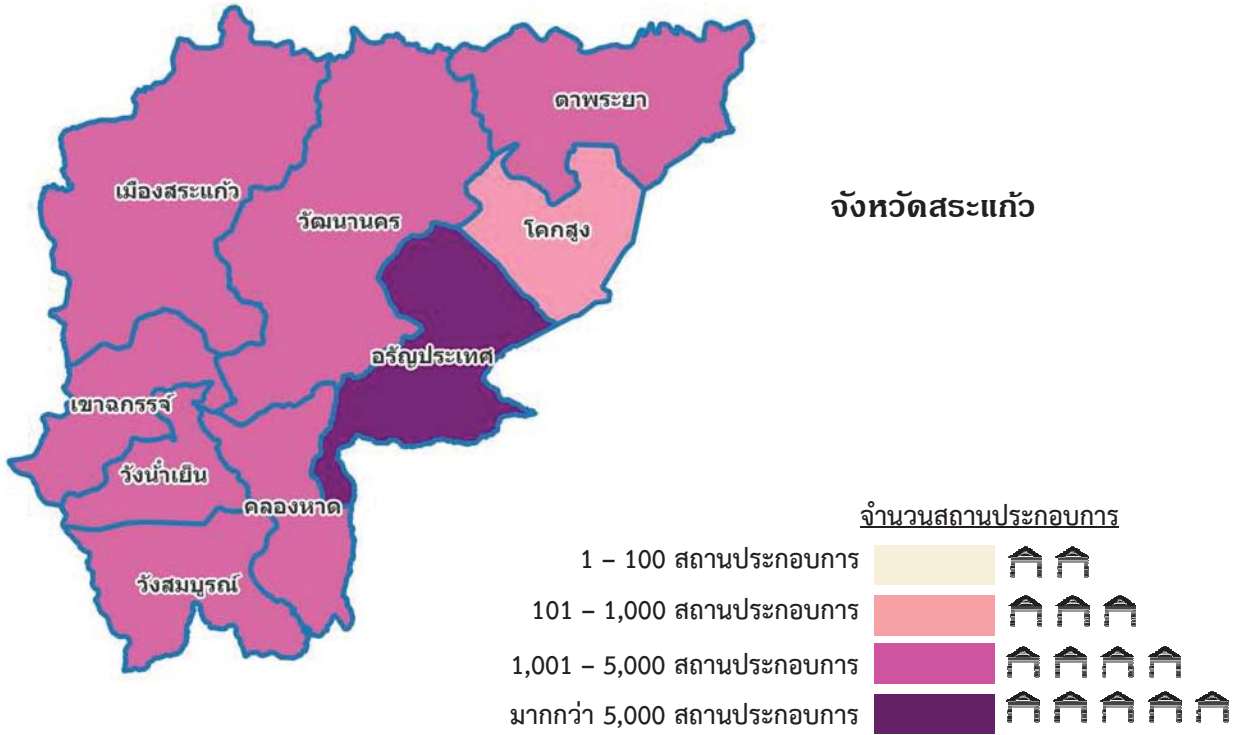 ตาพระยา
เมืองสระแก้ว
จังหวัดสระแก้ว
วัฒนานคร
โคกสูง
อรัญประเทศ
เขาฉกรรจ์
วังน้ำเย็น
คลองหาด
วังสมบูรณ์
จำนวนสถานประกอบการ
1 – 100 สถานประกอบการ
101 – 1,000 สถานประกอบการ
1,001 – 5,000 สถานประกอบการ
มากกว่า 5,000 สถานประกอบการ